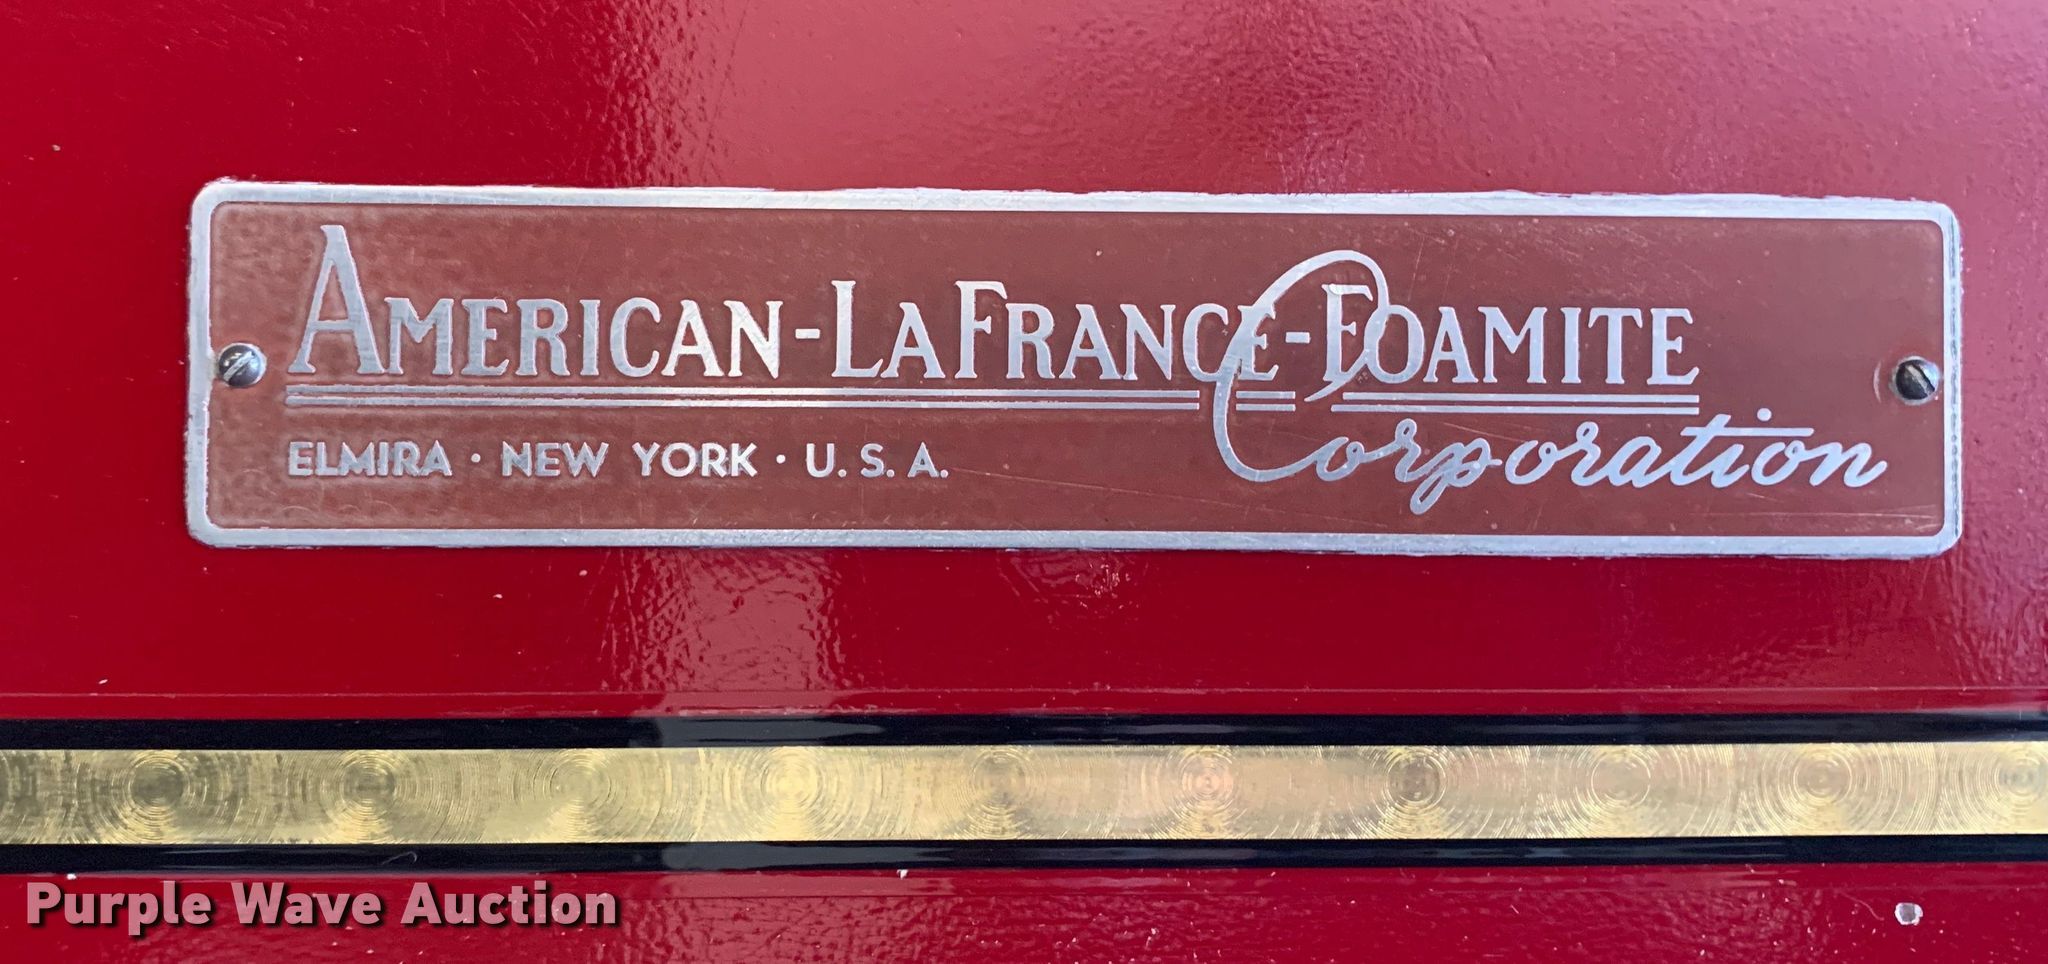 AMERICAN-LAFRANCE-FOAMITE
Corporation
ELMIRA · NEW YORK · U. S. A.
Purple Wave Auction